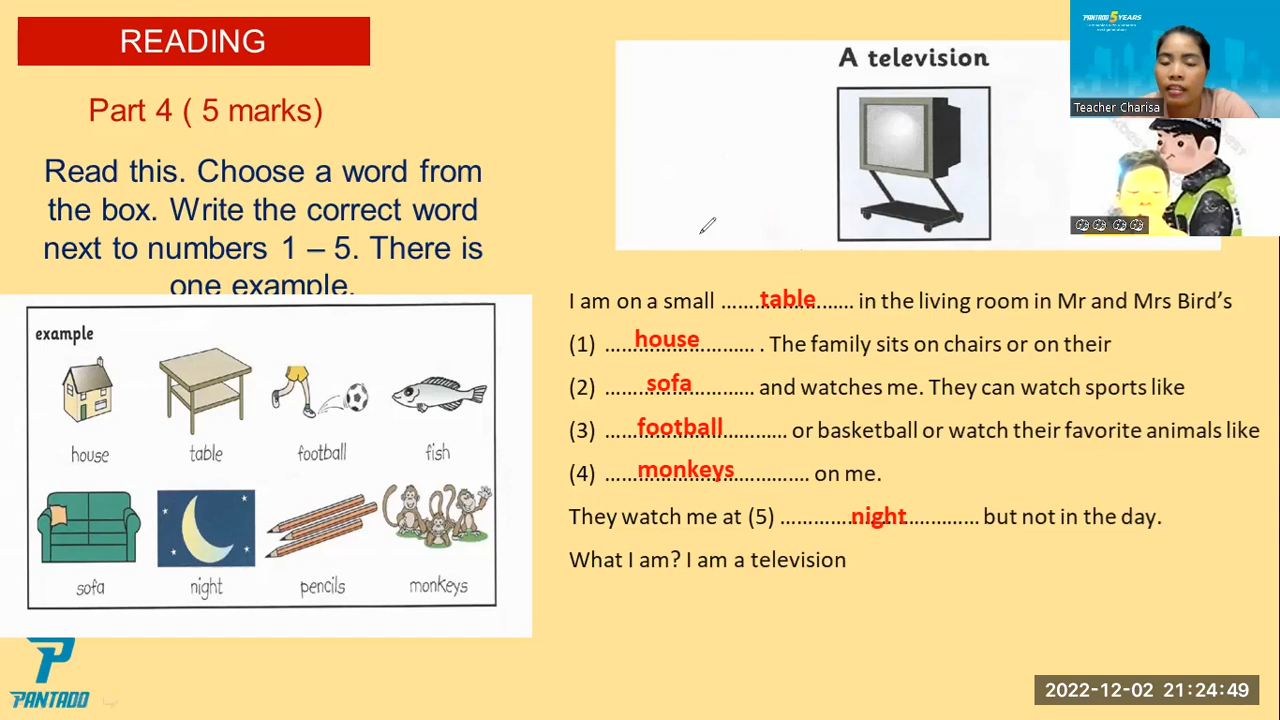 READING
Part 4 ( 5 marks)
Read this. Choose a word from
the box. Write the correct word
next to numbers 1 – 5. There is
one example.
example
house table football fish
sofa night pencils monkeys
PANTADO
A television
I am on a small ......table...... in the living room in Mr and Mrs Bird’s
(1) ......house...... . The family sits on chairs or on their
(2) ......sofa...... and watches me. They can watch sports like
(3) ......football...... or basketball or watch their favorite animals like
(4) ......monkeys...... on me.
They watch me at (5) ......night...... but not in the day.
What I am? I am a television
PANTADO 5 YEARS
Teacher Charisa
2022-12-02 21:24:49